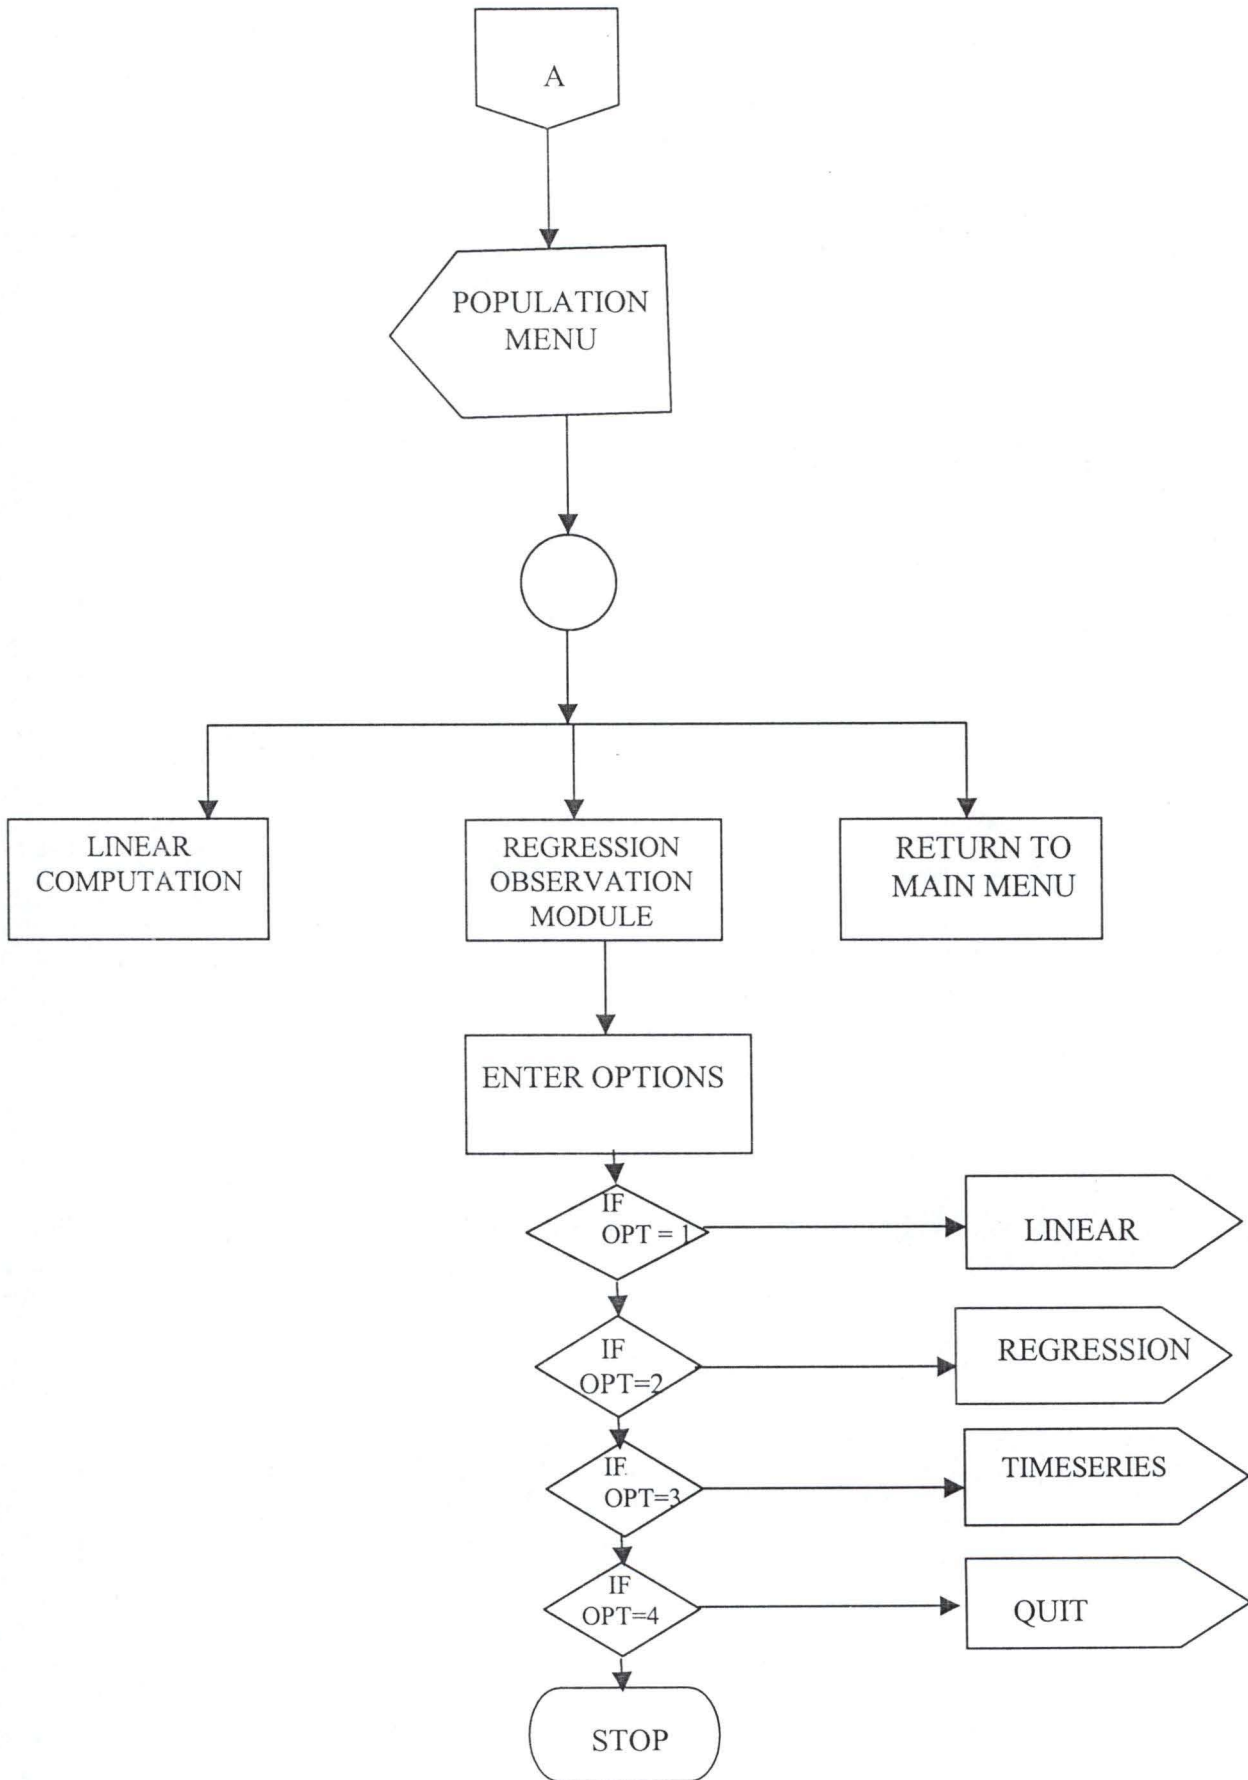 A
POPULATION
MENU
LINEAR
COMPUTATION
REGRESSION
OBSERVATION
MODULE
RETURN TO
MAIN MENU
ENTER OPTIONS
IF
OPT = 1
LINEAR
IF
OPT=2
REGRESSION
IF
OPT=3
TIMESERIES
IF
OPT=4
QUIT
STOP